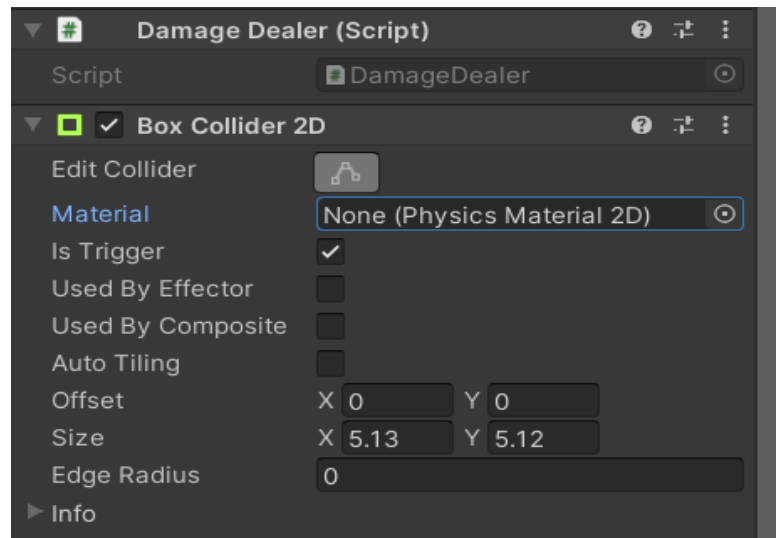 Damage Dealer (Script)
Script DamageDealer
Box Collider 2D
Edit Collider
Material None (Physics Material 2D)
Is Trigger
Used By Effector
Used By Composite
Auto Tiling
Offset X 0 Y 0
Size X 5.13 Y 5.12
Edge Radius 0
Info